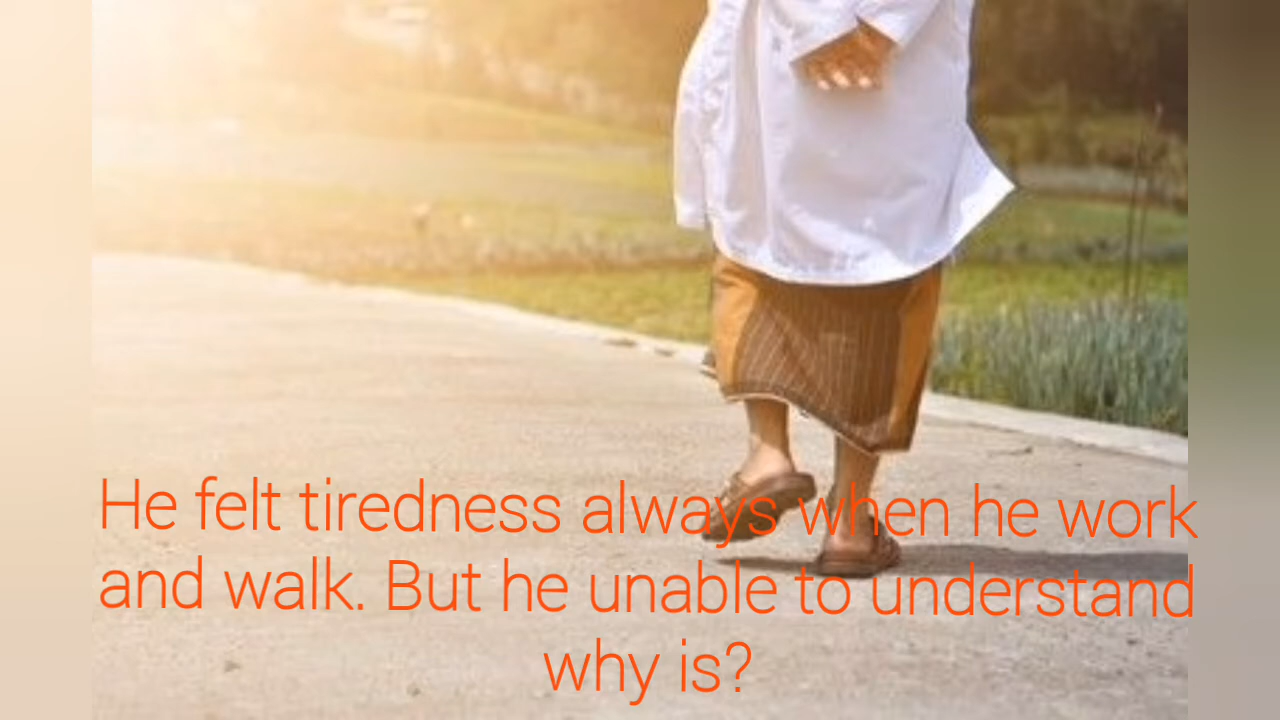 He felt tiredness always when he work
and walk. But he unable to understand
why is?